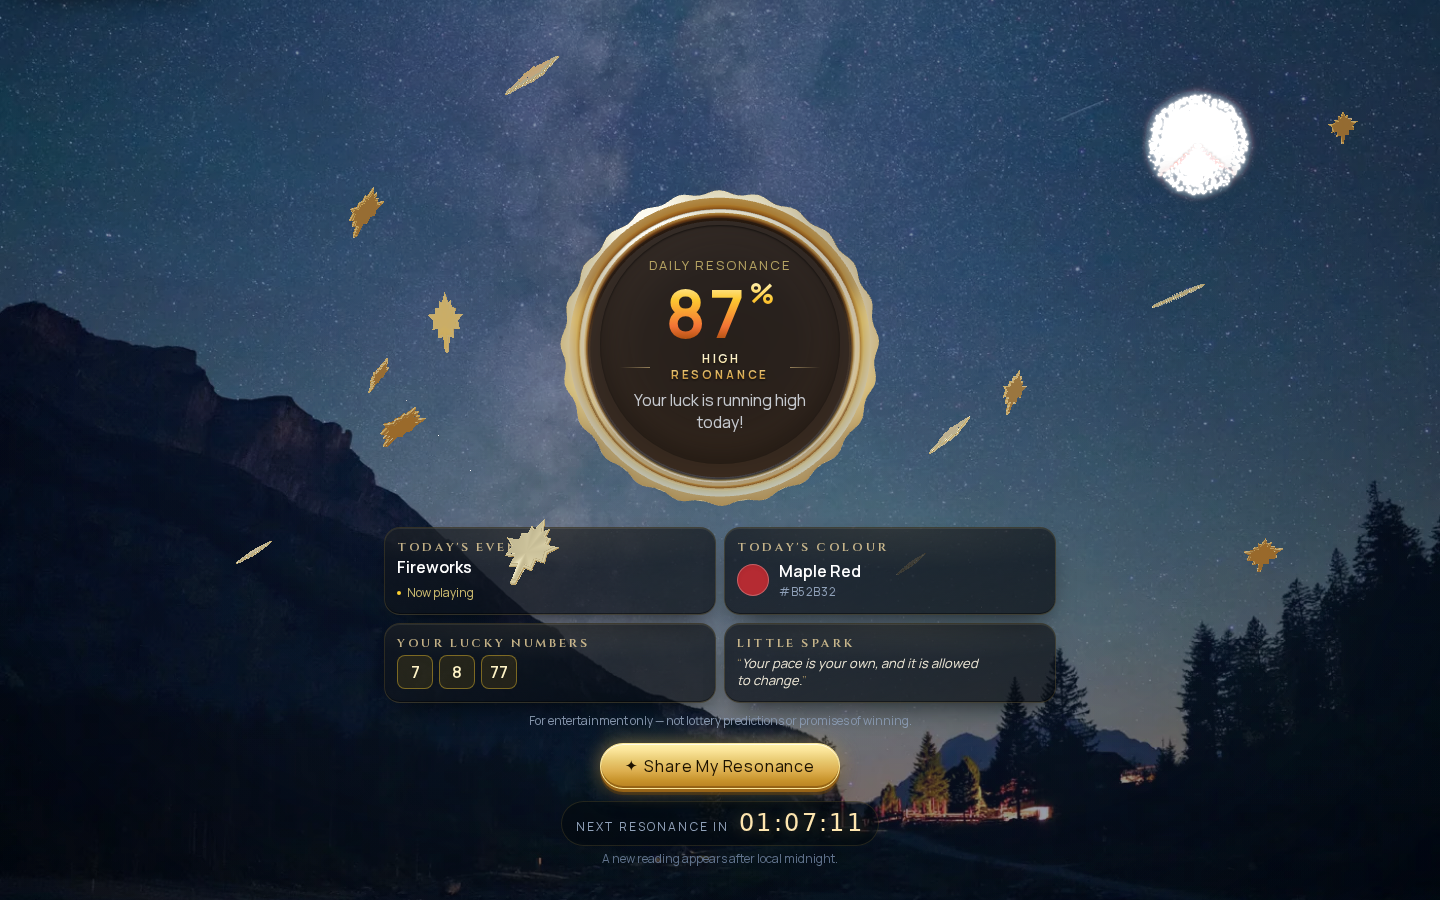 DAILY RESONANCE
87%
HIGH
RESONANCE
Your luck is running high
today!
TODAY'S EVE
Fireworks
• Now playing
TODAY'S COLOUR
Maple Red
#B52B32
YOUR LUCKY NUMBERS
7 8 77
LITTLE SPARK
"Your pace is your own, and it is allowed
to change."
For entertainment only — not lottery predictions or promises of winning.
✦ Share My Resonance
NEXT RESONANCE IN 01:07:11
A new reading appears after local midnight.